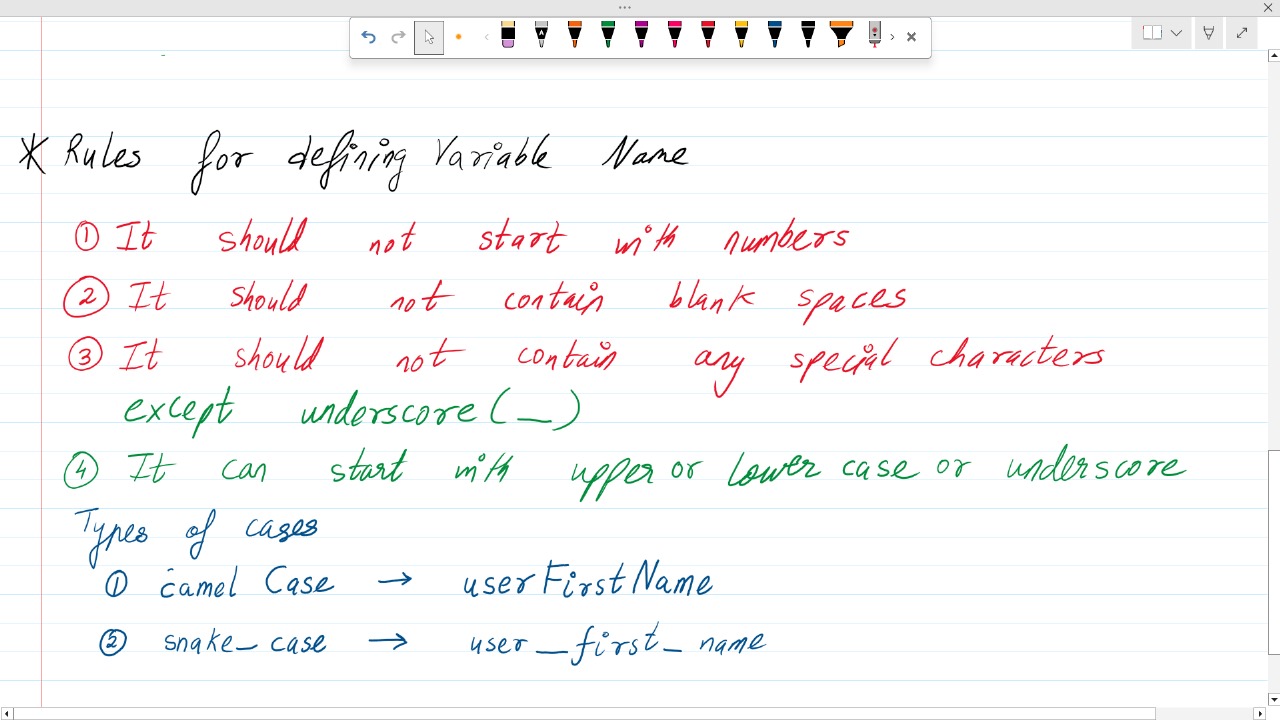 * Rules for defining Variable Name
① It should not start with numbers
② It should not contain blank spaces
③ It should not contain any special characters
except underscore (_)
④ It can start with upper or lower case or underscore
Types of cases
① camel Case → userFirstName
② snake_case → user_first_name